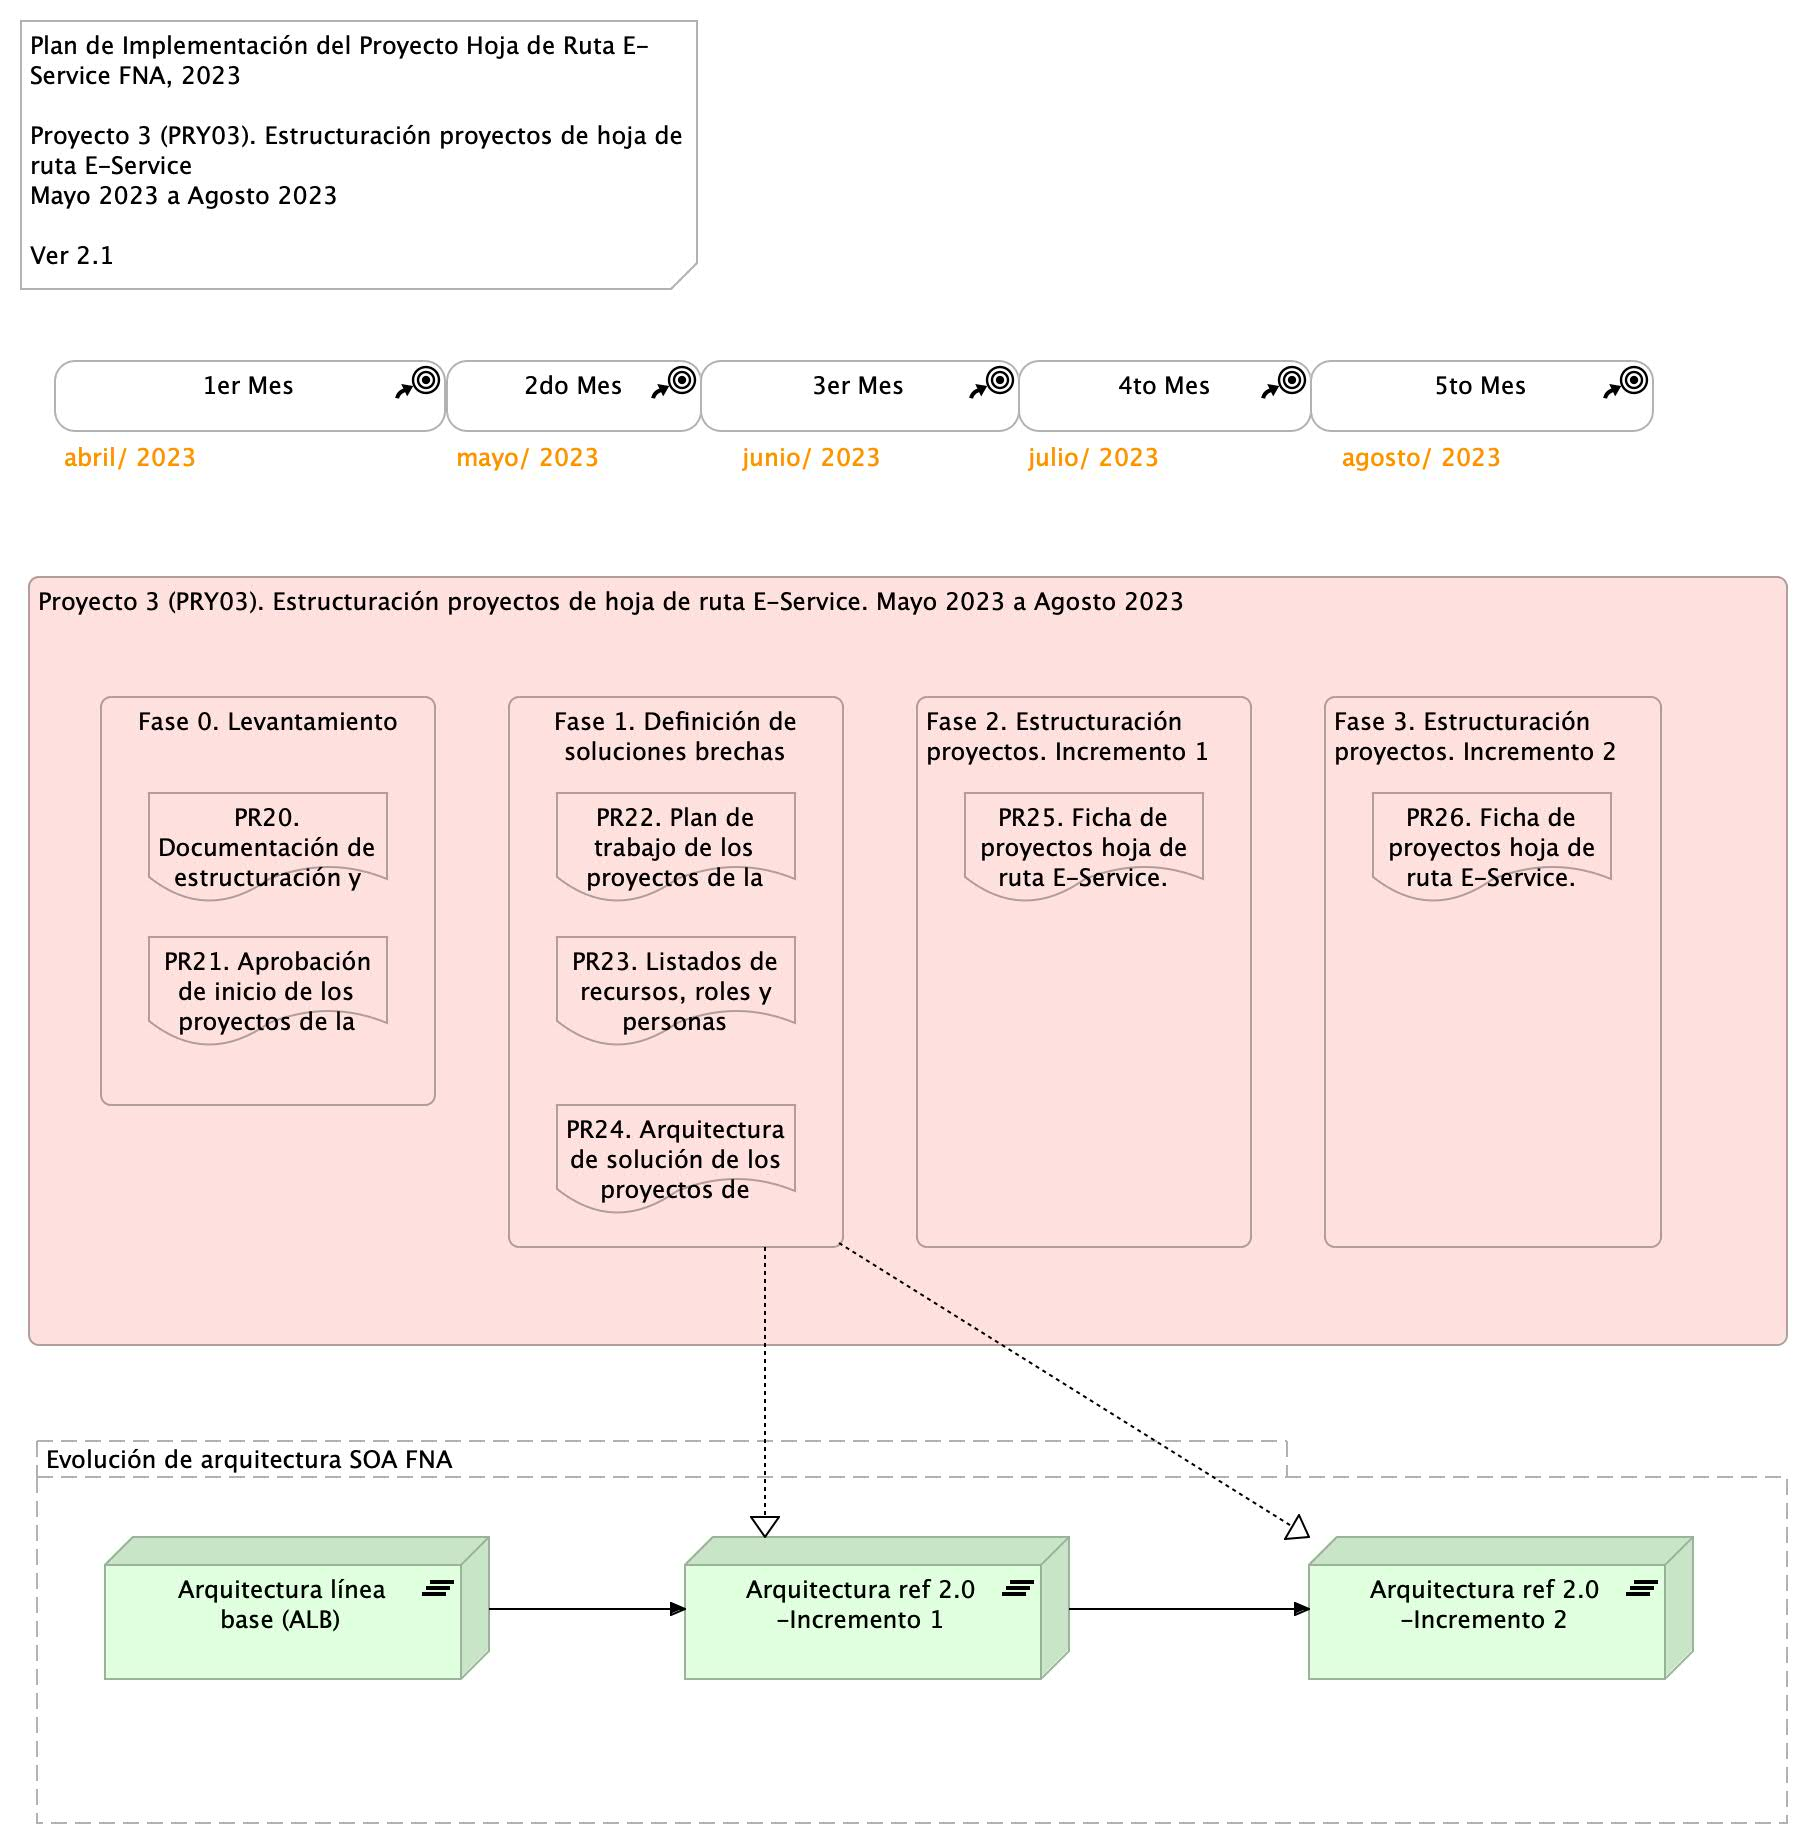 Plan de Implementación del Proyecto Hoja de Ruta E-
Service FNA, 2023
Proyecto 3 (PRY03). Estructuración proyectos de hoja de
ruta E-Service
Mayo 2023 a Agosto 2023
Ver 2.1
1er Mes
2do Mes
3er Mes
4to Mes
5to Mes
abril/ 2023
mayo/ 2023
junio/ 2023
julio/ 2023
agosto/ 2023
Proyecto 3 (PRY03). Estructuración proyectos de hoja de ruta E-Service. Mayo 2023 a Agosto 2023
Fase 0. Levantamiento
PR20.
Documentación de
estructuración y
PR21. Aprobación
de inicio de los
proyectos de la
Fase 1. Definición de
soluciones brechas
PR22. Plan de
trabajo de los
proyectos de la
PR23. Listados de
recursos, roles y
personas
PR24. Arquitectura
de solución de los
proyectos de
Fase 2. Estructuración
proyectos. Incremento 1
PR25. Ficha de
proyectos hoja de
ruta E-Service.
Fase 3. Estructuración
proyectos. Incremento 2
PR26. Ficha de
proyectos hoja de
ruta E-Service.
Evolución de arquitectura SOA FNA
Arquitectura línea
base (ALB)
Arquitectura ref 2.0
-Incremento 1
Arquitectura ref 2.0
-Incremento 2